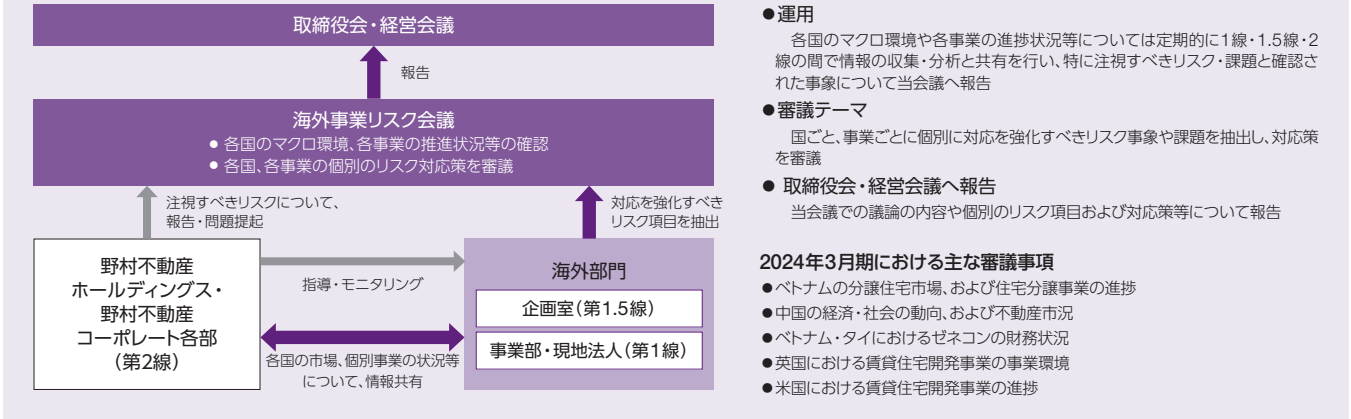 取締役会・経営会議
報告
海外事業リスク会議
● 各国のマクロ環境、各事業の推進状況等の確認
● 各国、各事業の個別のリスク対応策を審議
注視すべきリスクについて、
報告・問題提起
対応を強化すべき
リスク項目を抽出
野村不動産
ホールディングス・
野村不動産
コーポレート各部
(第2線)
指導・モニタリング
各国の市場、個別事業の状況等
について、情報共有
海外部門
企画室(第1.5線)
事業部・現地法人(第1線)
●運用
各国のマクロ環境や各事業の進捗状況等については定期的に1線・1.5線・2
線の間で情報の収集・分析と共有を行い、特に注視すべきリスク・課題と確認さ
れた事象について当会議へ報告
●審議テーマ
国ごと、事業ごとに個別に対応を強化すべきリスク事象や課題を抽出し、対応策
を審議
● 取締役会・経営会議へ報告
当会議での議論の内容や個別のリスク項目および対応策等について報告
2024年3月期における主な審議事項
●ベトナムの分譲住宅市場、および住宅分譲事業の進捗
●中国の経済・社会の動向、および不動産市況
●ベトナム・タイにおけるゼネコンの財務状況
●英国における賃貸住宅開発事業の事業環境
●米国における賃貸住宅開発事業の進捗